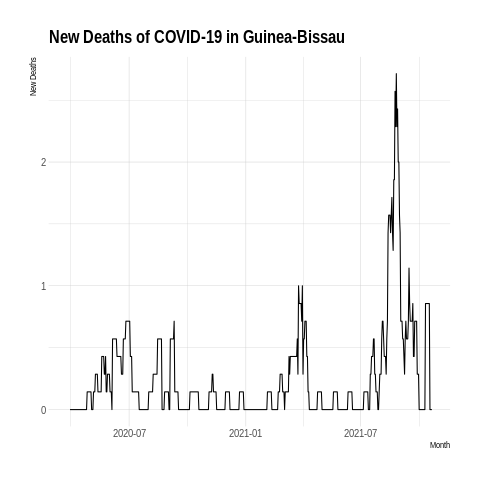 New Deaths of COVID-19 in Guinea-Bissau
New Deaths
2
1
0
2020-07
2021-01
2021-07
Month